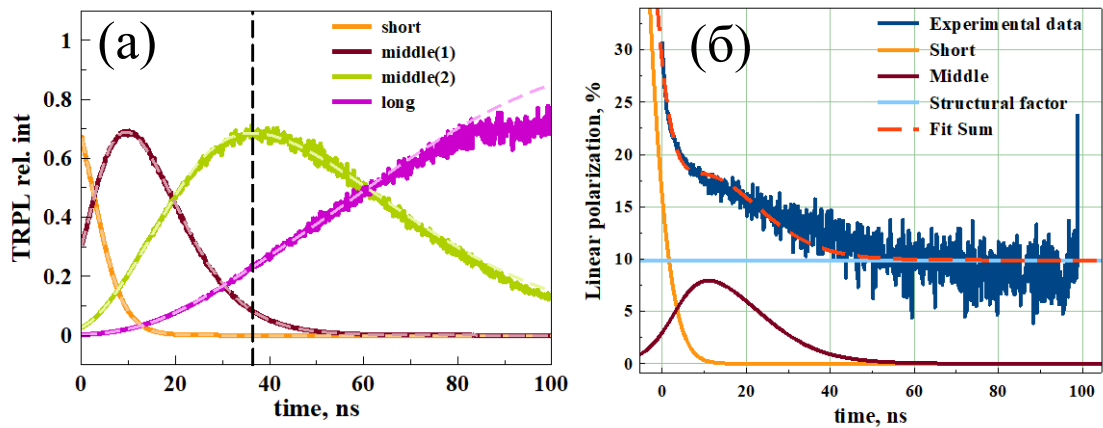 (а)
short
middle(1)
middle(2)
long
TRPL rel. int
1
0.8
0.6
0.4
0.2
0
0 20 40 60 80 100
time, ns
(б)
Experimental data
Short
Middle
Structural factor
Fit Sum
Linear polarization, %
30
25
20
15
10
5
0
0 20 40 60 80 100
time, ns